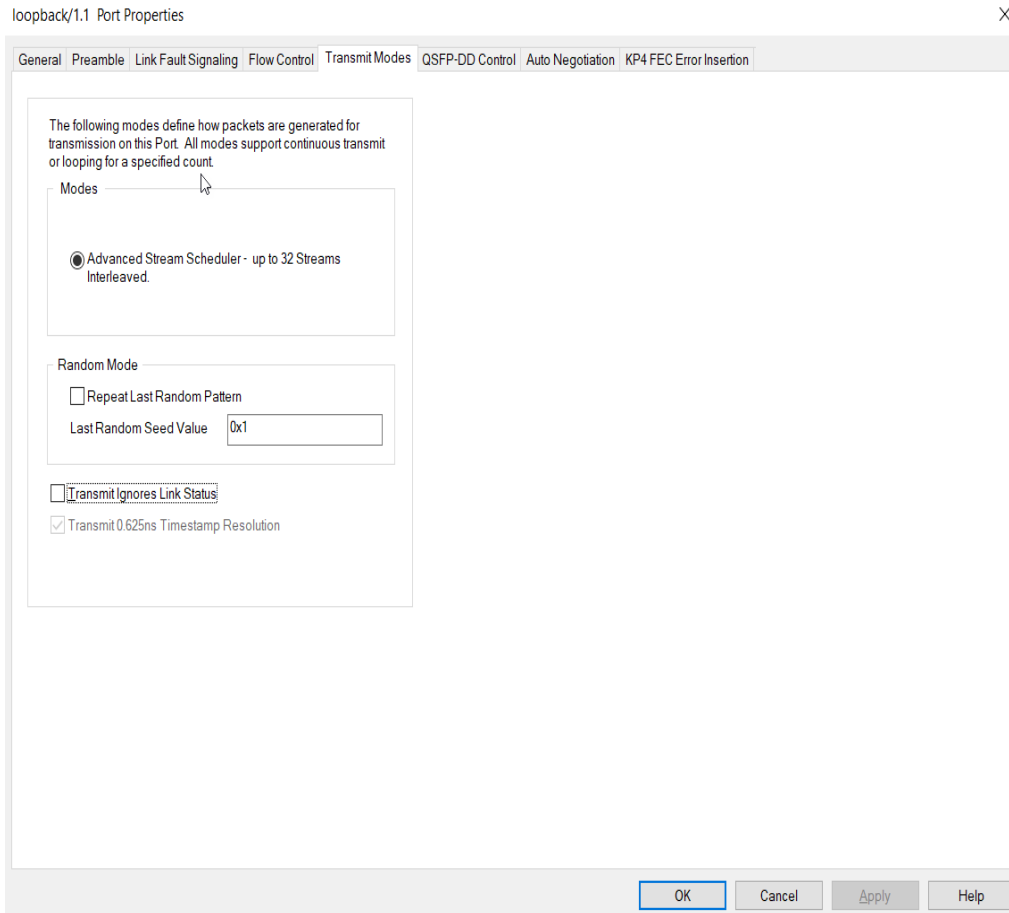 loopback/1.1 Port Properties
General Preamble Link Fault Signaling Flow Control Transmit Modes QSFP-DD Control Auto Negotiation KP4 FEC Error Insertion
The following modes define how packets are generated for
transmission on this Port. All modes support continuous transmit
or looping for a specified count.
Modes
Advanced Stream Scheduler - up to 32 Streams
Interleaved.
Random Mode
Repeat Last Random Pattern
Last Random Seed Value 0x1
Transmit Ignores Link Status
Transmit 0.625ns Timestamp Resolution
OK Cancel Apply Help